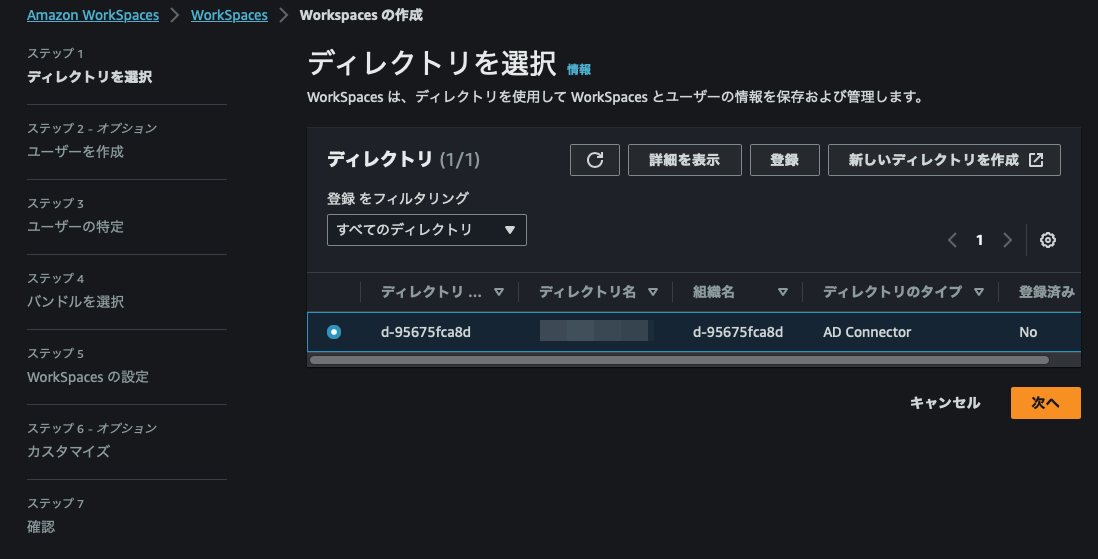 Amazon WorkSpaces > WorkSpaces > Workspaces の作成
ステップ 1
ディレクトリを選択
ステップ 2 - オプション
ユーザーを作成
ステップ 3
ユーザーの特定
ステップ 4
バンドルを選択
ステップ 5
WorkSpaces の設定
ステップ 6 - オプション
カスタマイズ
ステップ 7
確認
ディレクトリを選択 情報
WorkSpaces は、ディレクトリを使用して WorkSpaces とユーザーの情報を保存および管理します。
ディレクトリ (1/1)
詳細を表示
登録
新しいディレクトリを作成
登録 をフィルタリング
すべてのディレクトリ
1
ディレクトリ ... ディレクトリ名 組織名 ディレクトリのタイプ 登録済み
d-95675fca8d d-95675fca8d AD Connector No
キャンセル 次へ